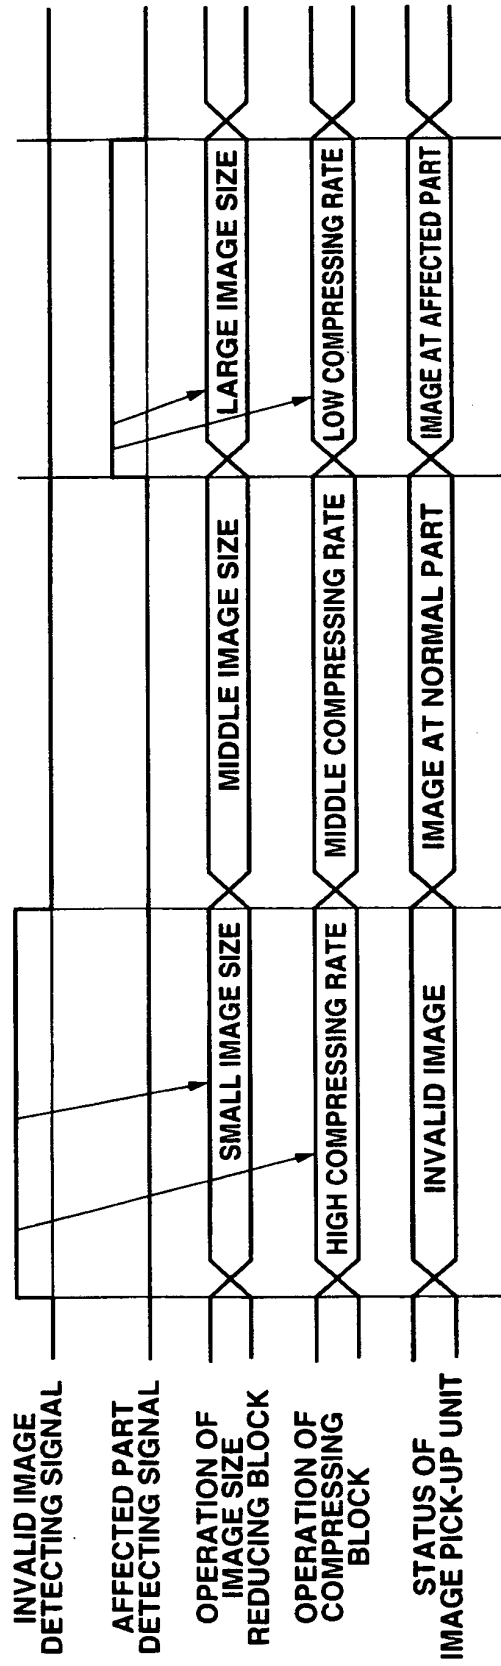 INVALID IMAGE
DETECTING SIGNAL
AFFECTED PART
DETECTING SIGNAL
OPERATION OF
IMAGE SIZE
REDUCING BLOCK
SMALL IMAGE SIZE
MIDDLE IMAGE SIZE
LARGE IMAGE SIZE
OPERATION OF
COMPRESSING
BLOCK
HIGH COMPRESSING RATE
MIDDLE COMPRESSING RATE
LOW COMPRESSING RATE
STATUS OF
IMAGE PICK-UP UNIT
INVALID IMAGE
IMAGE AT NORMAL PART
IMAGE AT AFFECTED PART